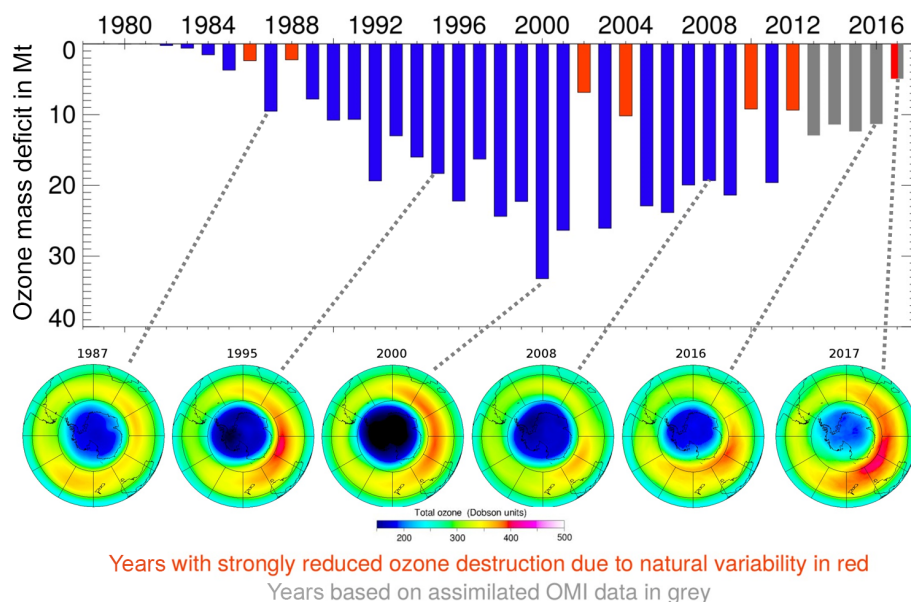 1980 1984 1988 1992 1996 2000 2004 2008 2012 2016
Ozone mass deficit in Mt
0
10
20
30
40
1987 1995 2000 2008 2016 2017
Total ozone (Dobson units)
200 300 400 500
Years with strongly reduced ozone destruction due to natural variability in red
Years based on assimilated OMI data in grey